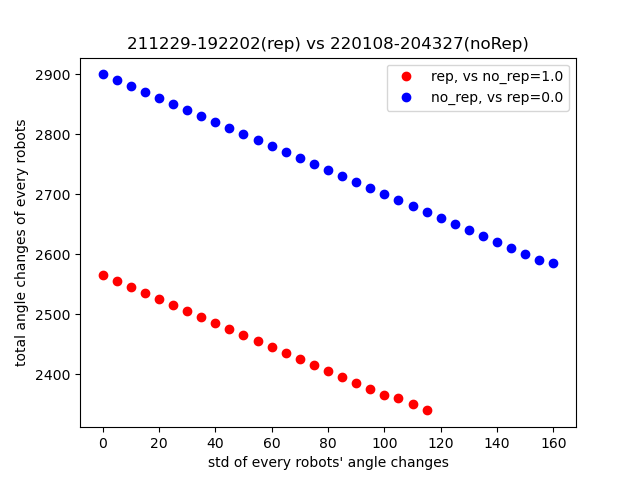 211229-192202(rep) vs 220108-204327(noRep)
rep, vs no_rep=1.0
no_rep, vs rep=0.0
total angle changes of every robots
2900
2800
2700
2600
2500
2400
0 20 40 60 80 100 120 140 160
std of every robots' angle changes